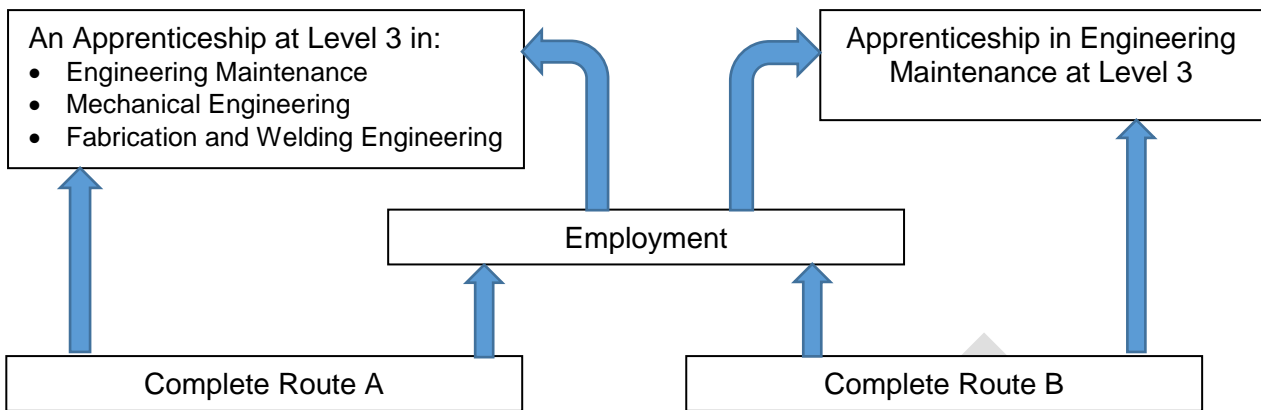 An Apprenticeship at Level 3 in:
• Engineering Maintenance
• Mechanical Engineering
• Fabrication and Welding Engineering
Apprenticeship in Engineering
Maintenance at Level 3
Employment
Complete Route A
Complete Route B